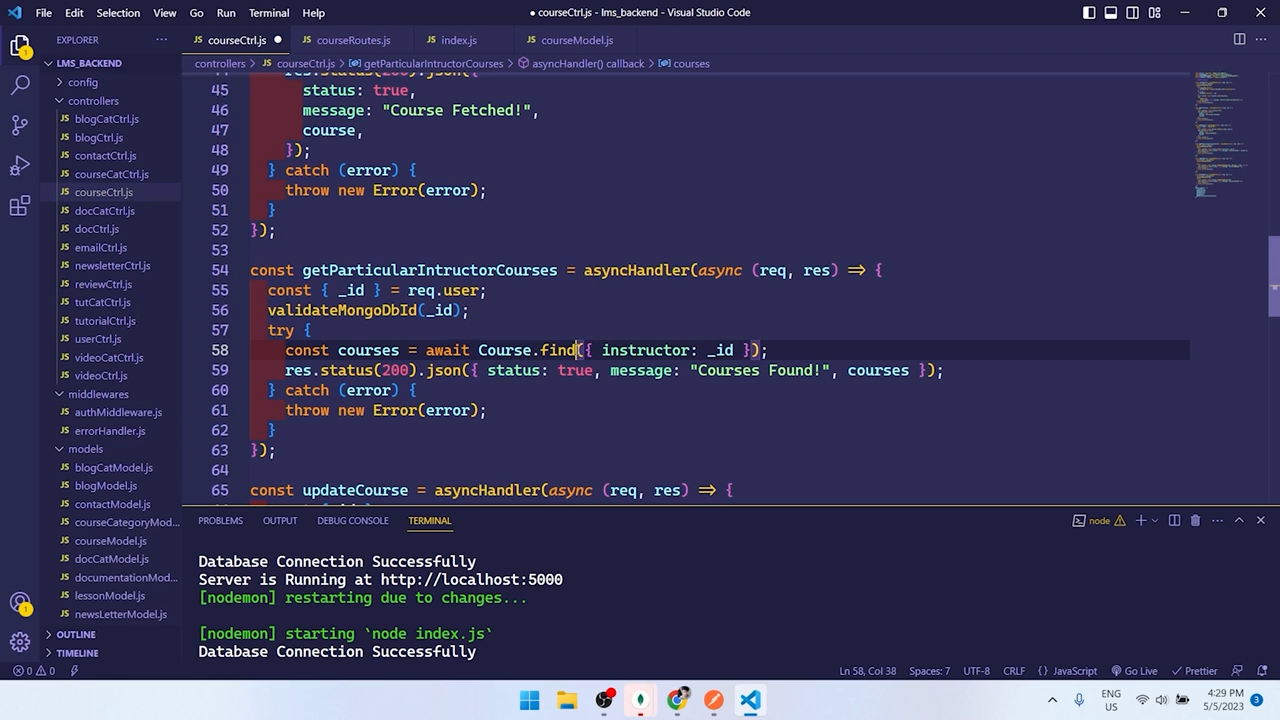 File Edit Selection View Go Run Terminal Help
● courseCtrl.js - lms_backend - Visual Studio Code
EXPLORER ···
JS courseCtrl.js ●
JS courseRoutes.js
JS index.js
JS courseModel.js
LMS_BACKEND
controllers > JS courseCtrl.js > getParticularIntructorCourses > asyncHandler() callback > courses
> config
controllers
JS blogCatCtrl.js
JS blogCtrl.js
JS contactCtrl.js
JS courseCatCtrl.js
JS courseCtrl.js
JS docCatCtrl.js
JS docCtrl.js
JS emailCtrl.js
JS newsletterCtrl.js
JS reviewCtrl.js
JS tutCatCtrl.js
JS tutorialCtrl.js
JS userCtrl.js
JS videoCatCtrl.js
JS videoCtrl.js
middlewares
JS authMiddleware.js
JS errorHandler.js
models
JS blogCatModel.js
JS blogModel.js
JS contactModel.js
JS courseCategoryMod...
JS courseModel.js
JS docCatModel.js
JS documentationMod...
JS lessonModel.js
JS newsLetterModel.js
> OUTLINE
> TIMELINE
44 res.status(200).json({
45 status: true,
46 message: "Course Fetched!",
47 course,
48 });
49 } catch (error) {
50 throw new Error(error);
51 }
52 });
53
54 const getParticularIntructorCourses = asyncHandler(async (req, res) => {
55 const { _id } = req.user;
56 validateMongoDbId(_id);
57 try {
58 const courses = await Course.find({ instructor: _id });
59 res.status(200).json({ status: true, message: "Courses Found!", courses });
60 } catch (error) {
61 throw new Error(error);
62 }
63 });
64
65 const updateCourse = asyncHandler(async (req, res) => {
PROBLEMS OUTPUT DEBUG CONSOLE TERMINAL
node
Database Connection Successfully
Server is Running at http://localhost:5000
[nodemon] restarting due to changes...
[nodemon] starting `node index.js`
Database Connection Successfully
0 0 Ln 58, Col 38 Spaces: 7 UTF-8 CRLF {} JavaScript Go Live Prettier
1
1
ENG
US
4:29 PM
5/5/2023
3